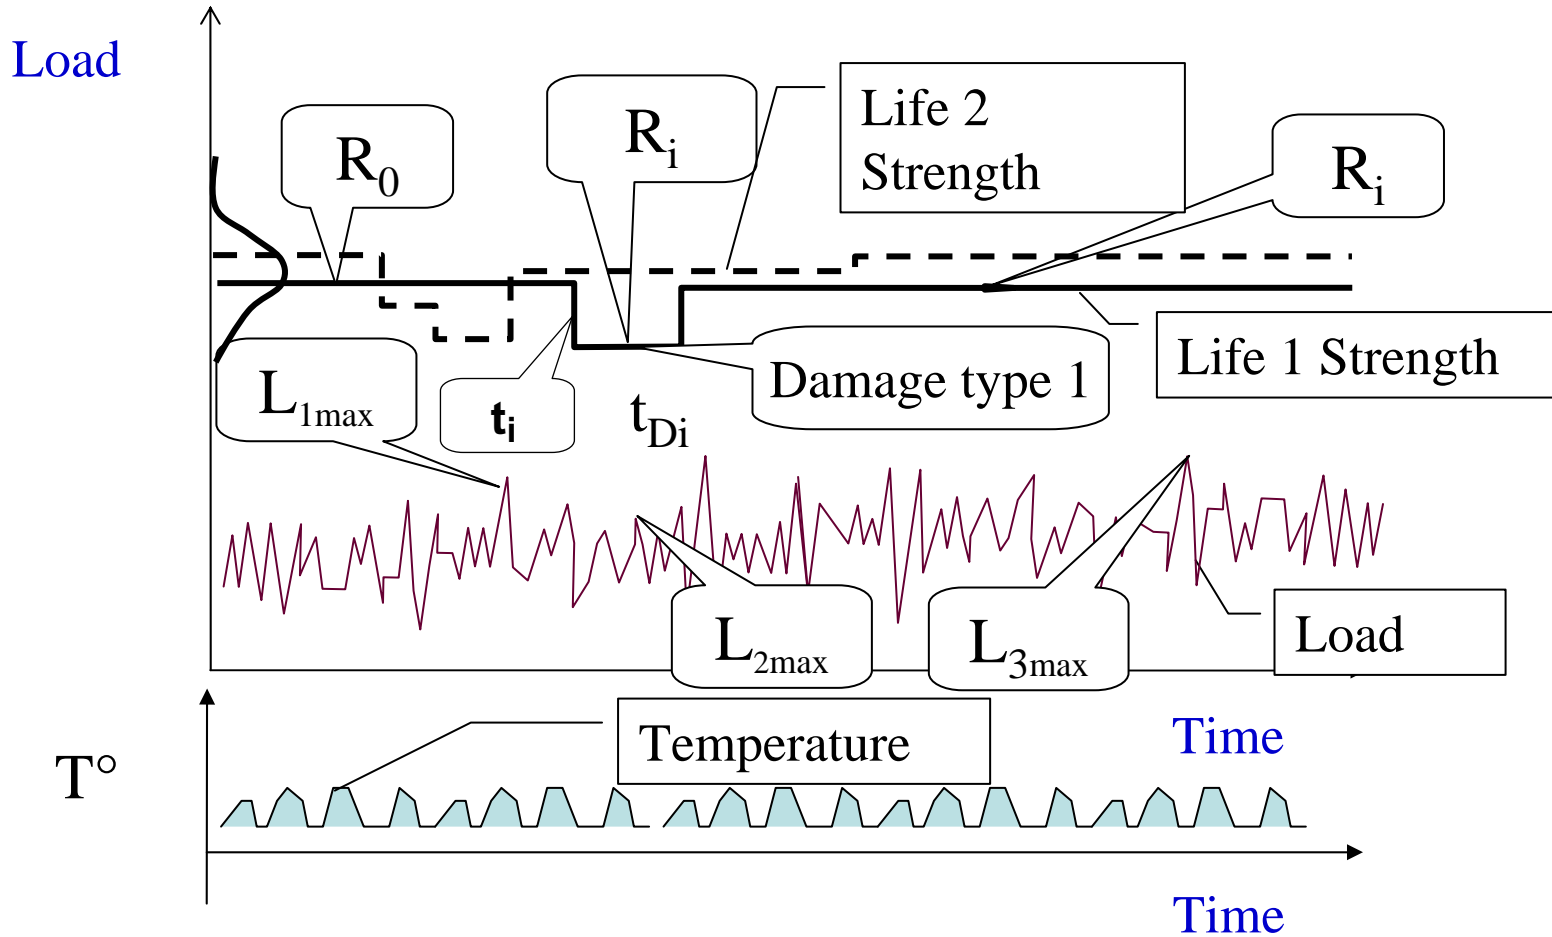 Load
R0
Ri
Life 2
Strength
Ri
Life 1 Strength
Damage type 1
L1max
ti
tDi
L2max
L3max
Load
Temperature
Time
T°
Time